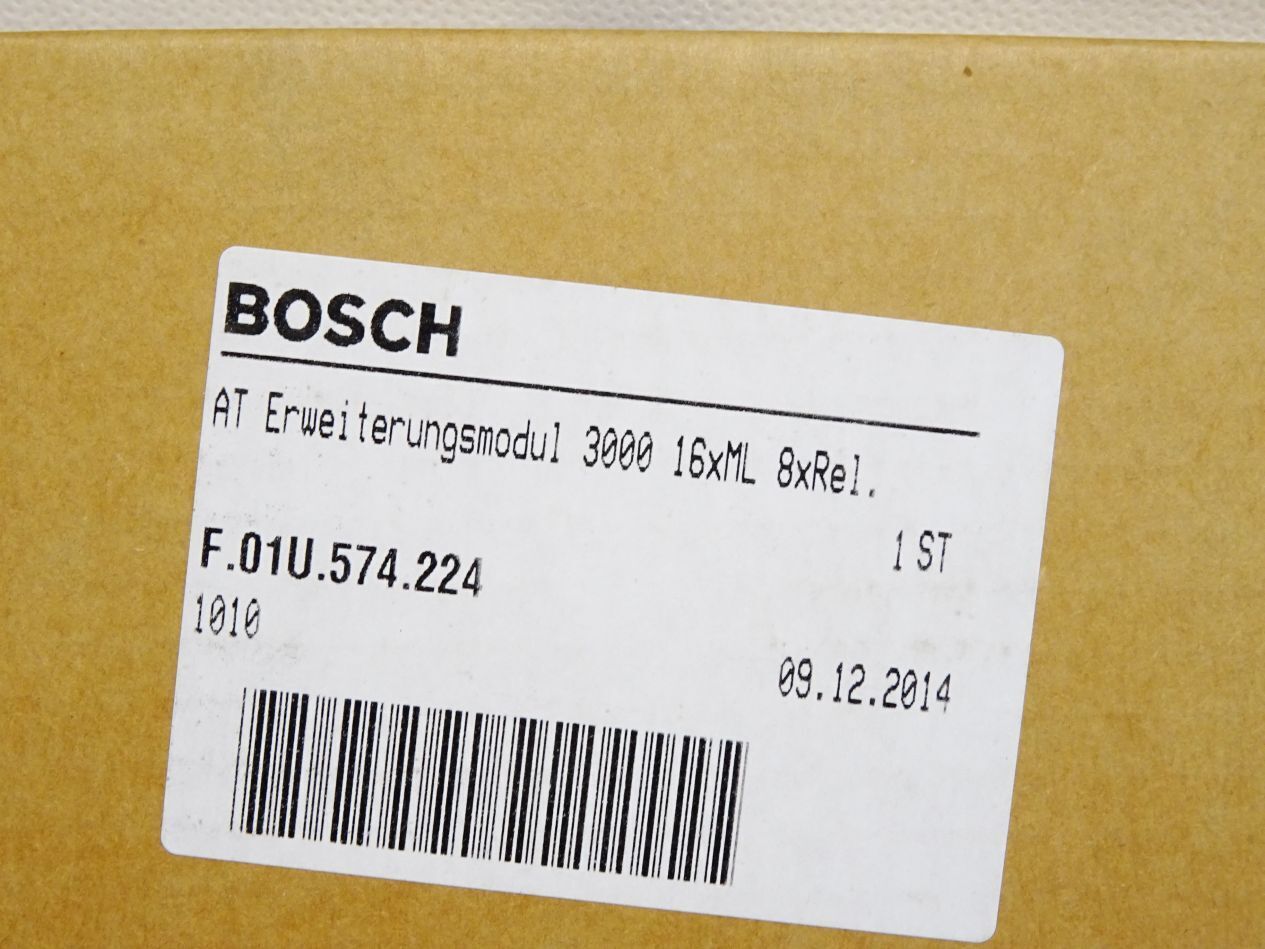 BOSCH
AT Erweiterungsmodul 3000 16xML 8xRel.
1 ST
F.01U.574.224
1010
09.12.2014